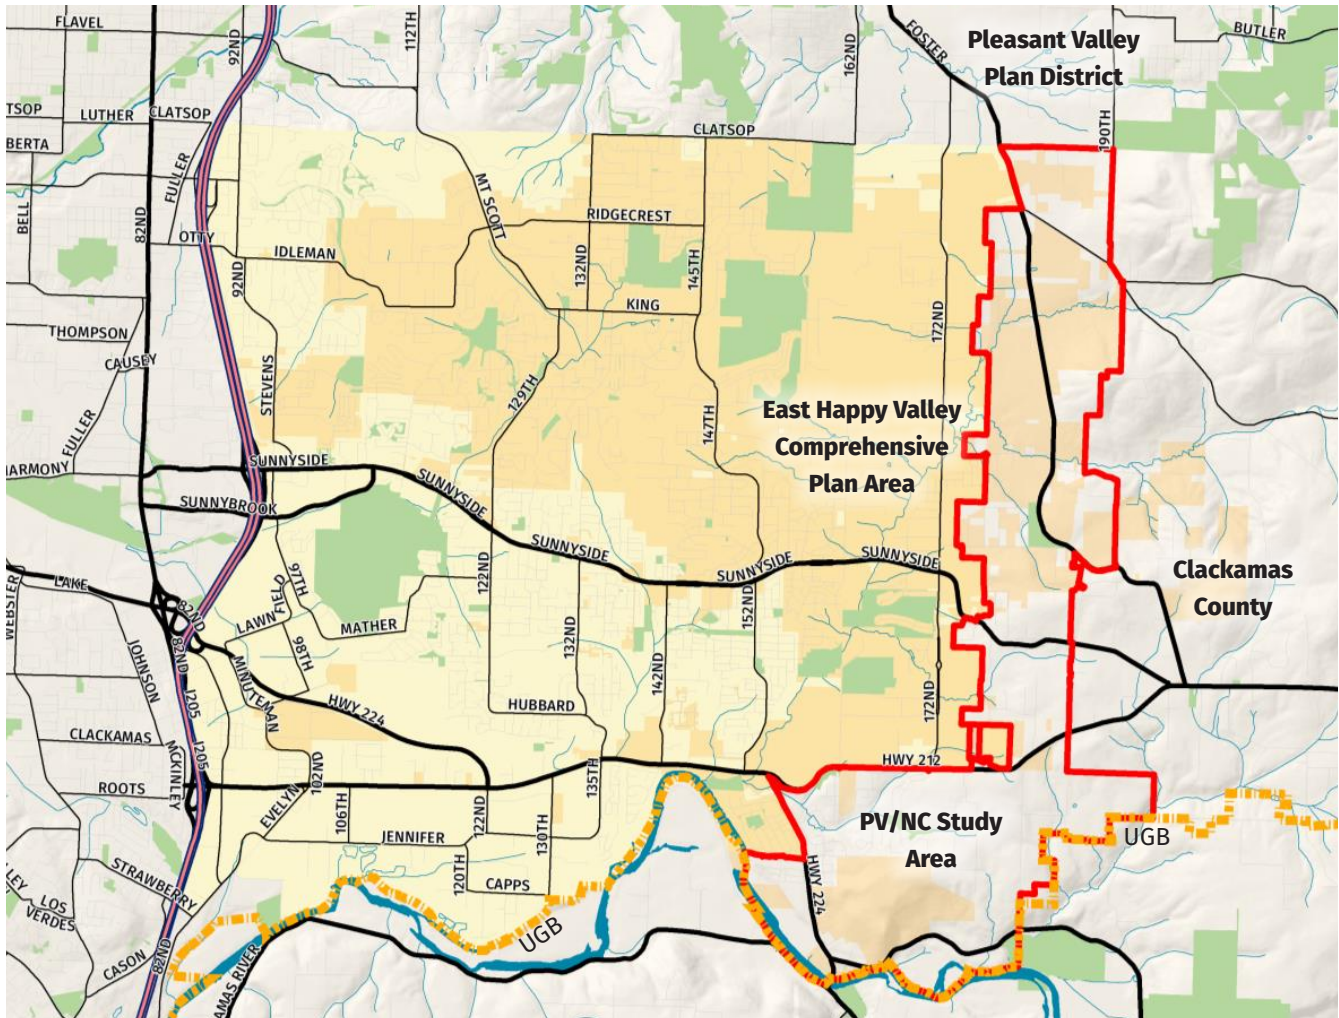 FLAVEL
92ND
112TH
162ND
FOSTER
BUTLER
Pleasant Valley
Plan District
TSOP
LUTHER
CLATSOP
BERTA
CLATSOP
190TH
FULLER
BELL
82ND
MT SCOTT
RIDGECREST
OTTY
IDLEMAN
92ND
132ND
145TH
KING
172ND
THOMPSON
CAUSEY
STEVENS
129TH
147TH
FULLER
East Happy Valley
Comprehensive
Plan Area
HARMONY
SUNNYSIDE
SUNNYSIDE
SUNNYBROOK
SUNNYSIDE
SUNNYSIDE
SUNNYSIDE
Clackamas
County
WEBSTER
LAKE
82ND
97TH
LAWN
FIELD
122ND
152ND
MATHER
98TH
132ND
142ND
JOHNSON
82ND
MINUTEMAN
I205
HWY 224
HUBBARD
172ND
CLACKAMAS
MCKINLEY
I205
102ND
135TH
HWY 212
ROOTS
EVELYN
106TH
JENNIFER
122ND
130TH
PV/NC Study
Area
UGB
STRAWBERRY
120TH
CAPPS
HWY 224
LEY
LOS
VERDES
UGB
CASON
82ND
AMAS RIVER